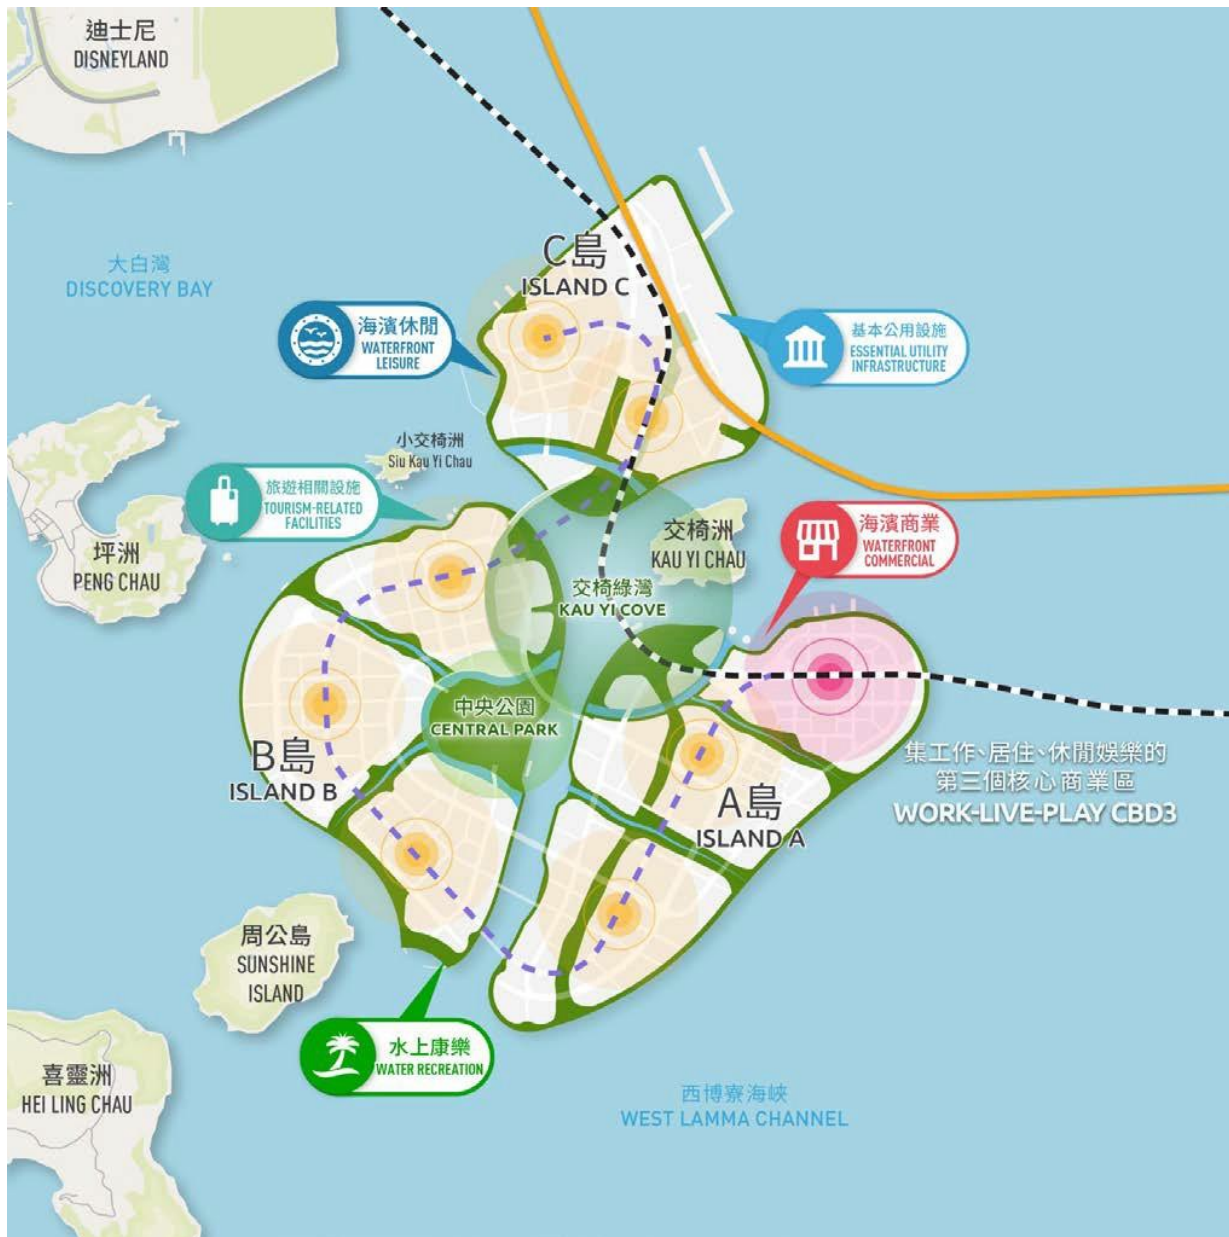 迪士尼
DISNEYLAND
大白灣
DISCOVERY BAY
C島
ISLAND C
海濱休閒
WATERFRONT
LEISURE
基本公用設施
ESSENTIAL UTILITY
INFRASTRUCTURE
小交椅洲
Siu Kau Yi Chau
旅遊相關設施
TOURISM-RELATED
FACILITIES
交椅洲
KAU YI CHAU
海濱商業
WATERFRONT
COMMERCIAL
坪洲
PENG CHAU
交椅綠灣
KAU YI COVE
中央公園
CENTRAL PARK
B島
ISLAND B
A島
ISLAND A
集工作、居住、休閒娛樂的
第三個核心商業區
WORK-LIVE-PLAY CBD3
周公島
SUNSHINE
ISLAND
水上康樂
WATER RECREATION
喜靈洲
HEI LING CHAU
西博寮海峽
WEST LAMMA CHANNEL